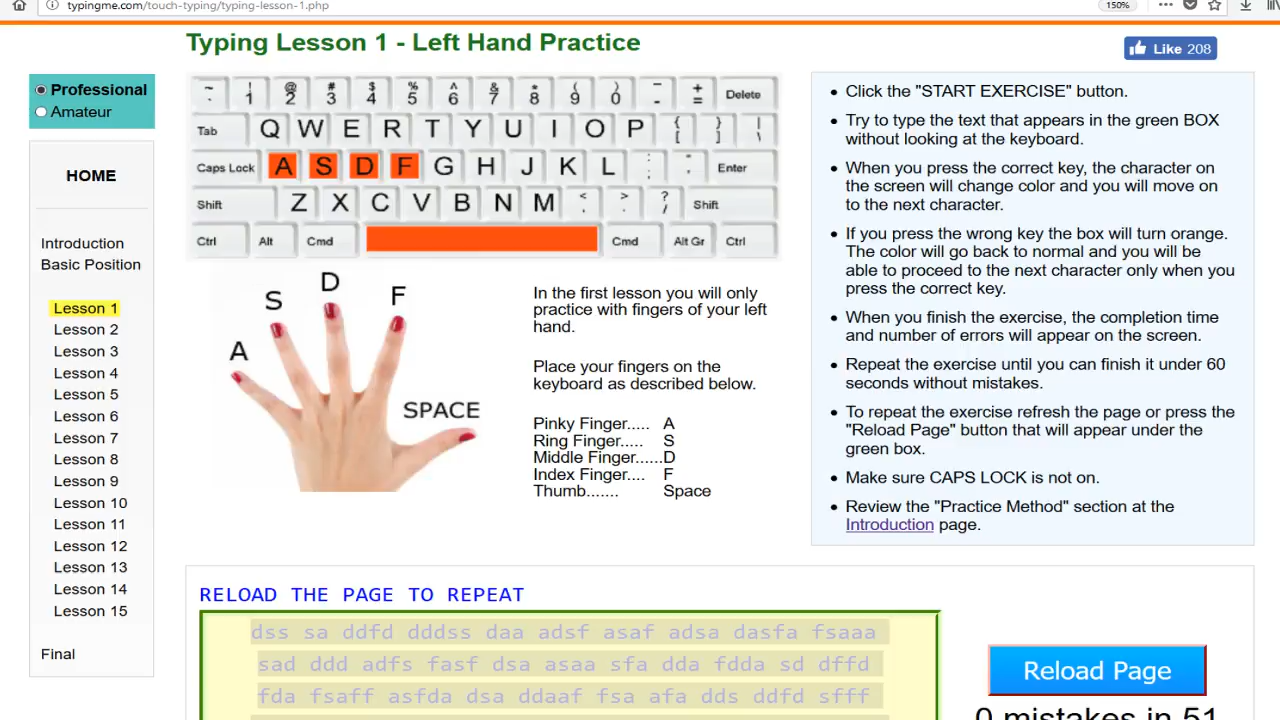 typingme.com/touch-typing/typing-lesson-1.php
150%
Typing Lesson 1 - Left Hand Practice
Like 208
Professional
Amateur
HOME
Introduction
Basic Position
Lesson 1
Lesson 2
Lesson 3
Lesson 4
Lesson 5
Lesson 6
Lesson 7
Lesson 8
Lesson 9
Lesson 10
Lesson 11
Lesson 12
Lesson 13
Lesson 14
Lesson 15
Final
~ ! @ # $ % ^ & * ( ) _ +
` 1 2 3 4 5 6 7 8 9 0 - = Delete
Tab Q W E R T Y U I O P { [ } ] | \
Caps Lock A S D F G H J K L : ; " ' Enter
Shift Z X C V B N M < , > . ? / Shift
Ctrl Alt Cmd Cmd Alt Gr Ctrl
A S D F SPACE
In the first lesson you will only
practice with fingers of your left
hand.
Place your fingers on the
keyboard as described below.
Pinky Finger..... A
Ring Finger..... S
Middle Finger......D
Index Finger.... F
Thumb....... Space
• Click the "START EXERCISE" button.
• Try to type the text that appears in the green BOX
without looking at the keyboard.
• When you press the correct key, the character on
the screen will change color and you will move on
to the next character.
• If you press the wrong key the box will turn orange.
The color will go back to normal and you will be
able to proceed to the next character only when you
press the correct key.
• When you finish the exercise, the completion time
and number of errors will appear on the screen.
• Repeat the exercise until you can finish it under 60
seconds without mistakes.
• To repeat the exercise refresh the page or press the
"Reload Page" button that will appear under the
green box.
• Make sure CAPS LOCK is not on.
• Review the "Practice Method" section at the
Introduction page.
RELOAD THE PAGE TO REPEAT
dss sa ddfd dddss daa adsf asaf adsa dasfa fsaaa
sad ddd adfs fasf dsa asaa sfa dda fdda sd dffd
fda fsaff asfda dsa ddaaf fsa afa dds ddfd sfff
Reload Page
0 mistakes in 51